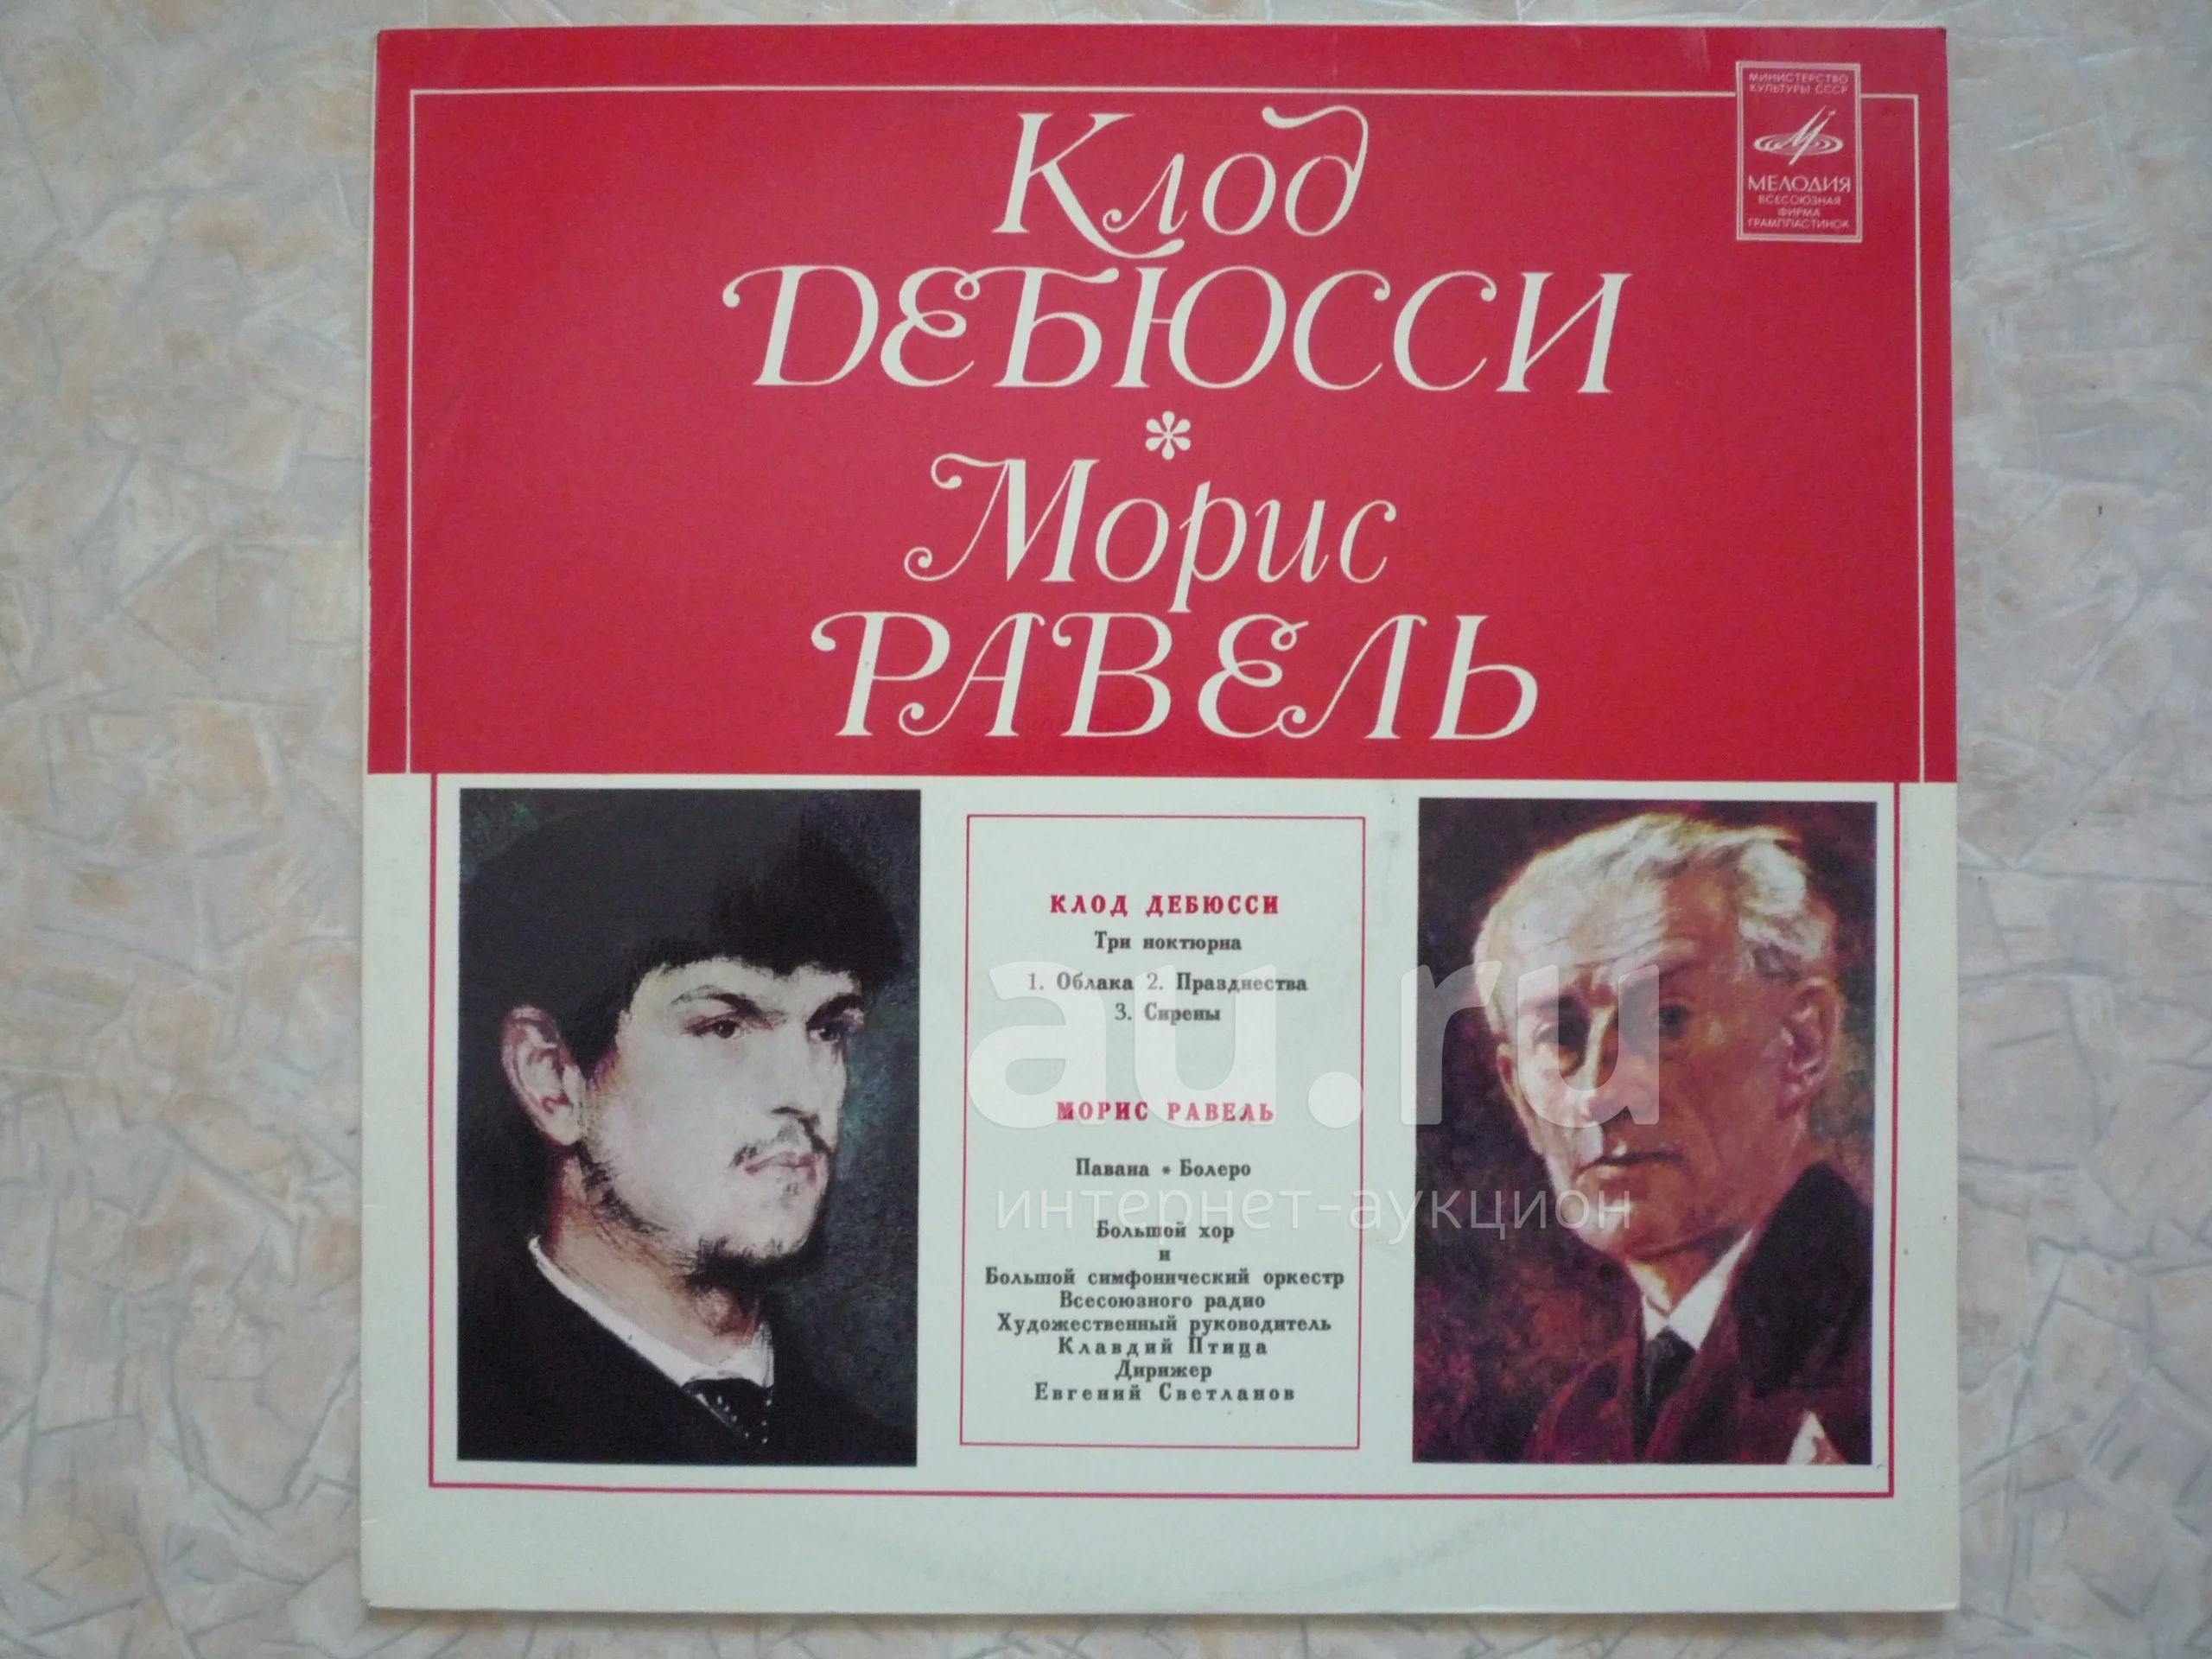 МИНИСТЕРСТВО
КУЛЬТУРЫ СССР
МЕЛОДИЯ
ВСЕСОЮЗНАЯ
ФИРМА
ГРАМПЛАСТИНОК
Клод
ДЕБЮССИ
*
Морис
РАВЕЛЬ
КЛОД ДЕБЮССИ
Три ноктюрна
1. Облака 2. Празднества
3. Сирены
МОРИС РАВЕЛЬ
Павана * Болеро
Большой хор
и
Большой симфонический оркестр
Всесоюзного радио
Художественный руководитель
Клавдий Птица
Дирижер
Евгений Светланов
au.ru
интернет-аукцион